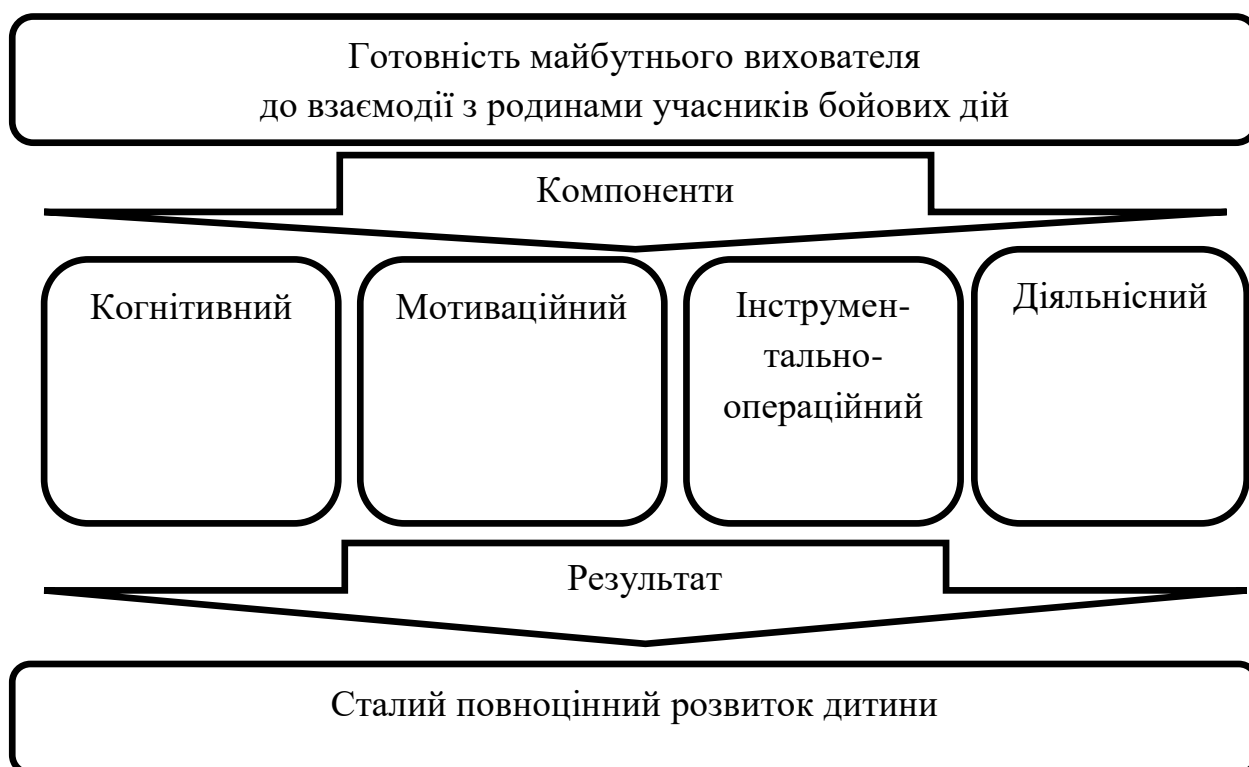 Готовність майбутнього вихователя
до взаємодії з родинами учасників бойових дій
Компоненти
Когнітивний
Мотиваційний
Інструмен-
тально-
операційний
Діяльнісний
Результат
Сталий повноцінний розвиток дитини